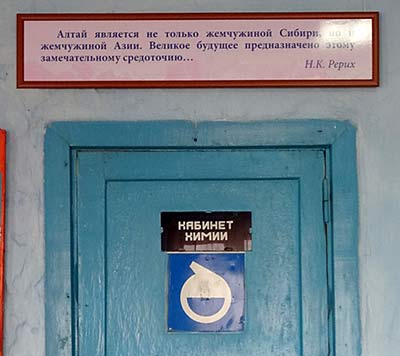 Алтай является не только жемчужиной Сибири, но и
жемчужиной Азии. Великое будущее предназначено этому
замечательному средоточию...
Н.К. Рерих
КАБИНЕТ
ХИМИИ